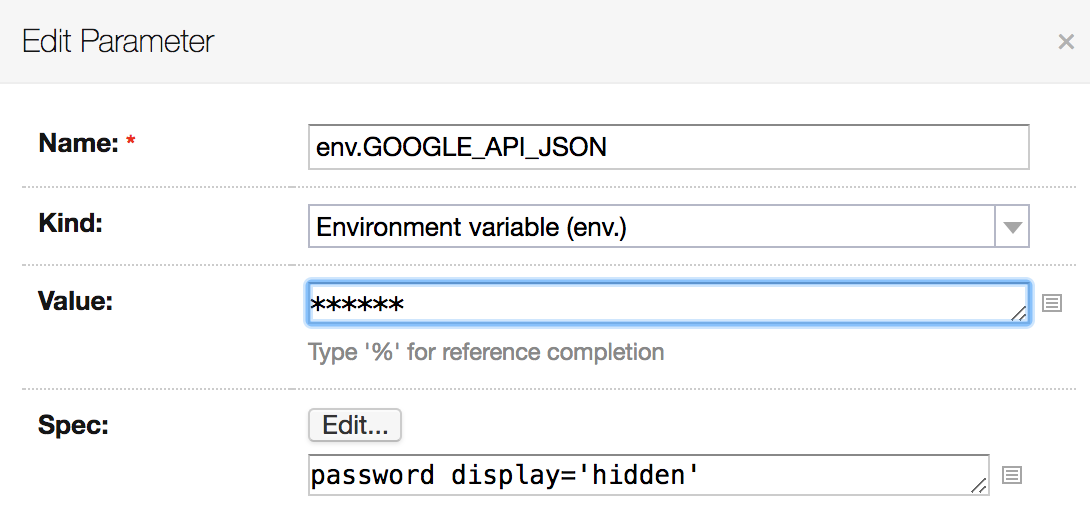 Edit Parameter ×
Name: * env.GOOGLE_API_JSON
Kind: Environment variable (env.)
Value: ******
Type '%' for reference completion
Spec: Edit...
password display='hidden'